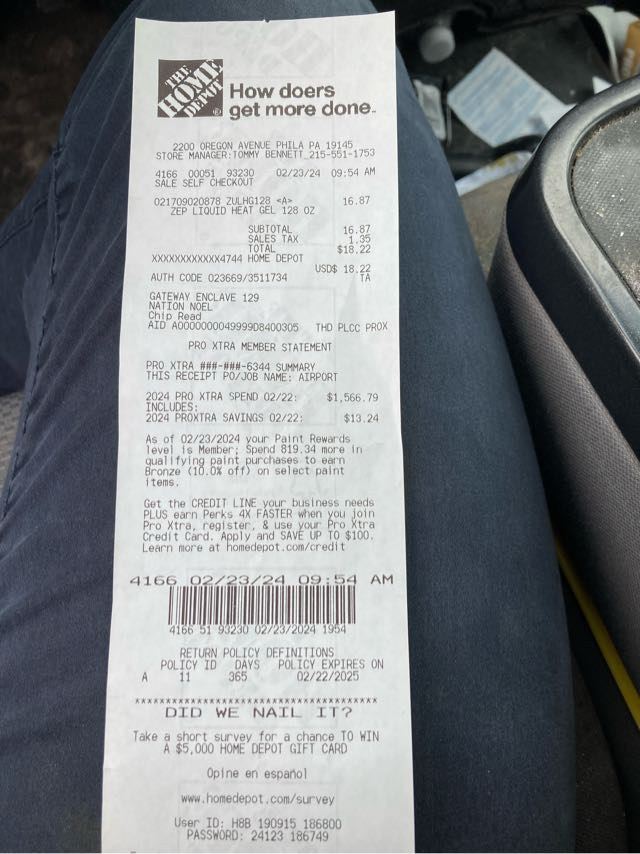 THE
HOME
DEPOT
How doers
get more done.
2200 OREGON AVENUE PHILA PA 19145
STORE MANAGER:TOMMY BENNETT 215-551-1753
4166 00051 93230 02/23/24 09:54 AM
SALE SELF CHECKOUT
021709020878 ZULHG128 <A> 16.87
ZEP LIQUID HEAT GEL 128 OZ
SUBTOTAL 16.87
SALES TAX 1.35
TOTAL $18.22
XXXXXXXXXXXX4744 HOME DEPOT
USD$ 18.22
AUTH CODE 023669/3511734 TA
GATEWAY ENCLAVE 129
NATION NOEL
Chip Read
AID A0000000049999D8400305 THD PLCC PROX
PRO XTRA MEMBER STATEMENT
PRO XTRA ###-###-6344 SUMMARY
THIS RECEIPT PO/JOB NAME: AIRPORT
2024 PRO XTRA SPEND 02/22: $1,566.79
INCLUDES:
2024 PROXTRA SAVINGS 02/22: $13.24
As of 02/23/2024 your Paint Rewards
level is Member; Spend 819.34 more in
qualifying paint purchases to earn
Bronze (10.0% off) on select paint
items.
Get the CREDIT LINE your business needs
PLUS earn Perks 4X FASTER when you join
Pro Xtra, register, & use your Pro Xtra
Credit Card. Apply and SAVE UP TO $100.
Learn more at homedepot.com/credit
4166 02/23/24 09:54 AM
4166 51 93230 02/23/2024 1954
RETURN POLICY DEFINITIONS
POLICY ID DAYS POLICY EXPIRES ON
A 11 365 02/22/2025
DID WE NAIL IT?
Take a short survey for a chance TO WIN
A $5,000 HOME DEPOT GIFT CARD
Opine en español
www.homedepot.com/survey
User ID: H8B 190915 186800
PASSWORD: 24123 186749